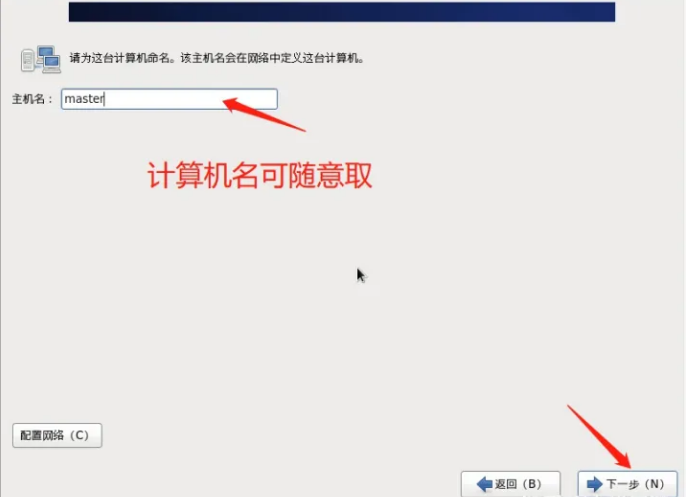 请为这台计算机命名。该主机名会在网络中定义这台计算机。
主机名： master
计算机名可随意取
配置网络（C）
返回（B） 下一步（N）